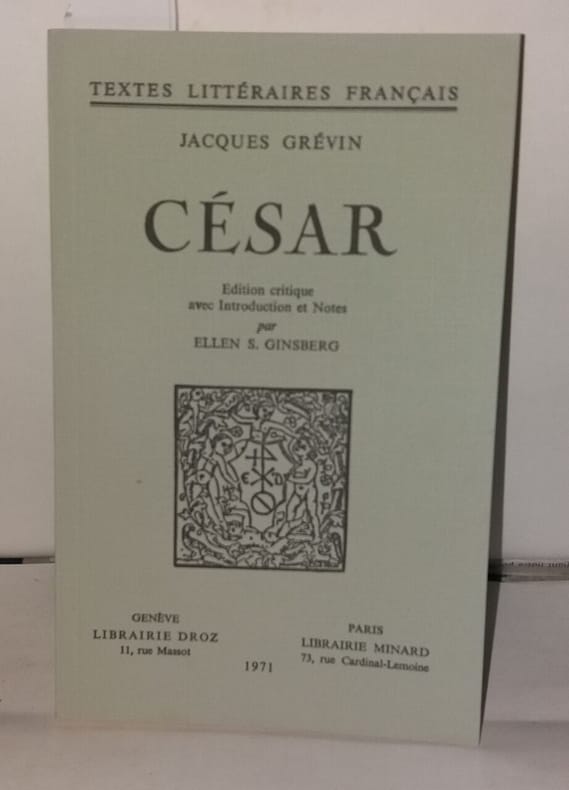 TEXTES LITTÉRAIRES FRANÇAIS
JACQUES GRÉVIN
CÉSAR
Edition critique
avec Introduction et Notes
par
ELLEN S. GINSBERG
E D
GENÈVE
LIBRAIRIE DROZ
11, rue Massot
PARIS
LIBRAIRIE MINARD
73, rue Cardinal-Lemoine
1971